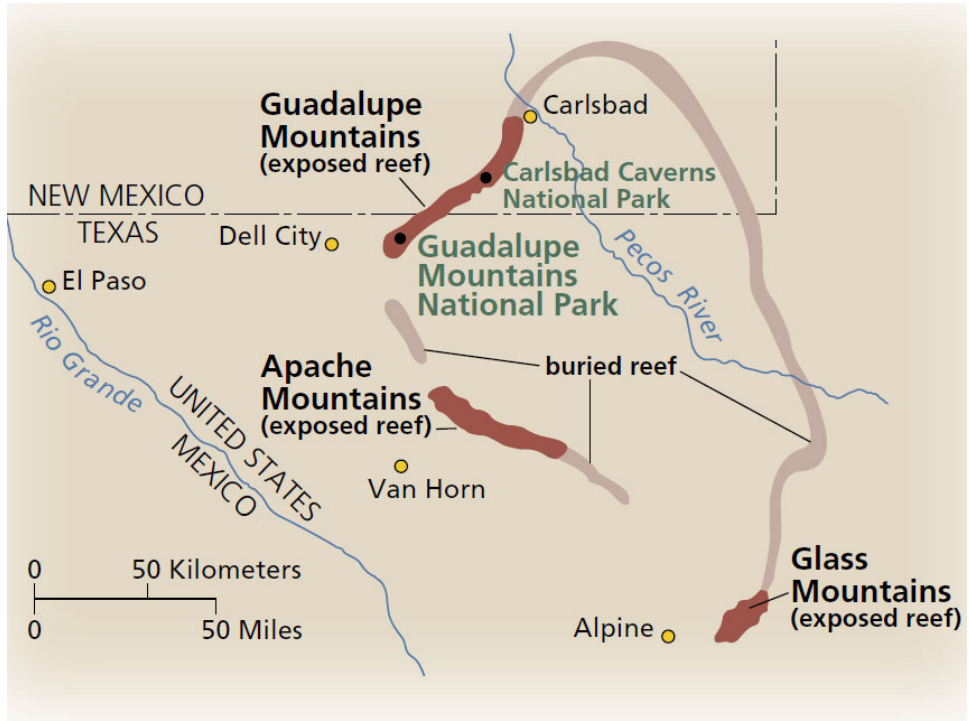 Guadalupe
Mountains
(exposed reef)
Carlsbad
Carlsbad Caverns
National Park
NEW MEXICO
TEXAS
Dell City
Guadalupe
Mountains
National Park
El Paso
Pecos River
Rio Grande
buried reef
Apache
Mountains
(exposed reef)
UNITED STATES
MEXICO
Van Horn
0 50 Kilometers
0 50 Miles
Glass
Mountains
(exposed reef)
Alpine